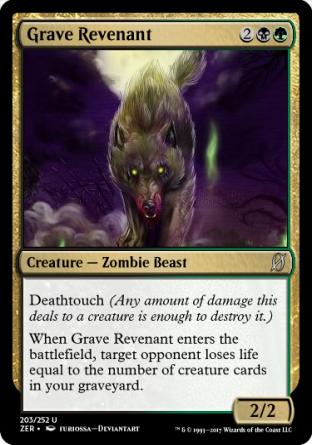 Grave Revenant 2
Creature — Zombie Beast
Deathtouch (Any amount of damage this
deals to a creature is enough to destroy it.)
When Grave Revenant enters the
battlefield, target opponent loses life
equal to the number of creature cards
in your graveyard.
2/2
203/252 U
ZER • FURIOSSA—DEVIANTART ™ & © 1993–2017 Wizards of the Coast LLC